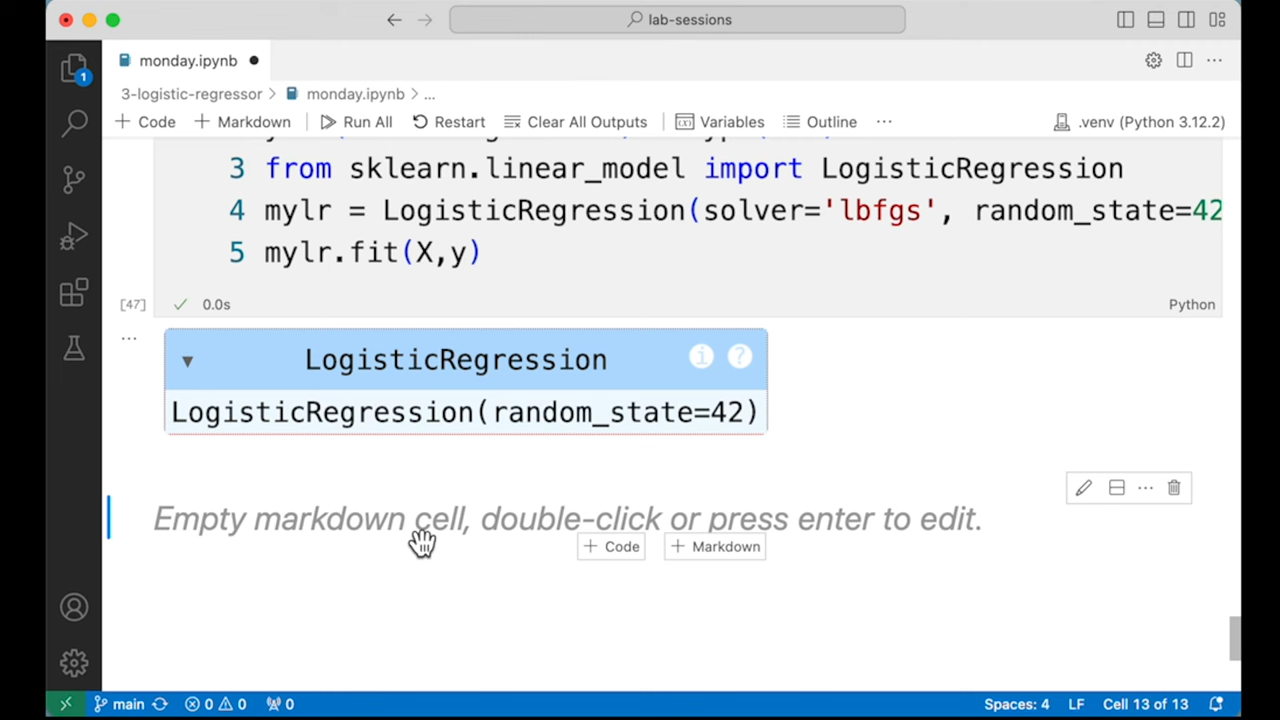 lab-sessions
monday.ipynb
1
3-logistic-regressor > monday.ipynb > ...
+ Code + Markdown Run All Restart Clear All Outputs Variables Outline ... .venv (Python 3.12.2)
3 from sklearn.linear_model import LogisticRegression
4 mylr = LogisticRegression(solver='lbfgs', random_state=42
5 mylr.fit(X,y)
[47] 0.0s Python
LogisticRegression i ?
LogisticRegression(random_state=42)
Empty markdown cell, double-click or press enter to edit.
+ Code + Markdown
main 0 0 0 Spaces: 4 LF Cell 13 of 13